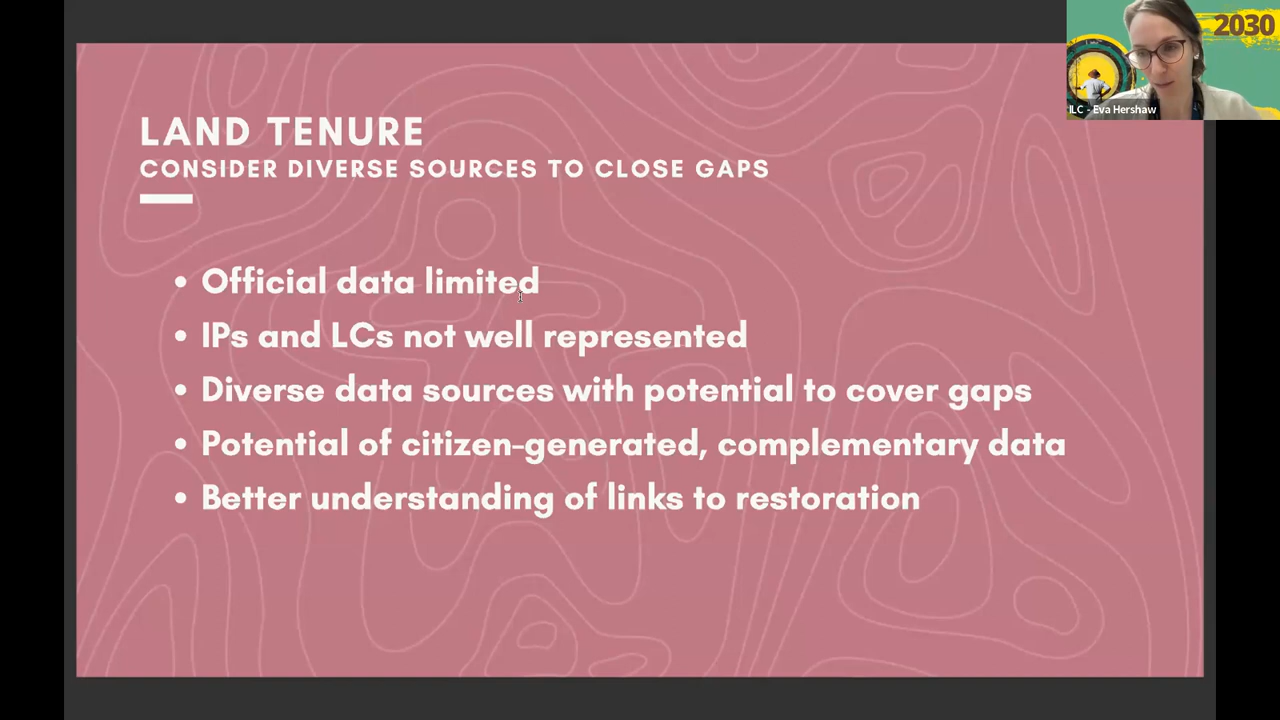 2030
ILC - Eva Hershaw
LAND TENURE
CONSIDER DIVERSE SOURCES TO CLOSE GAPS
• Official data limited
• IPs and LCs not well represented
• Diverse data sources with potential to cover gaps
• Potential of citizen-generated, complementary data
• Better understanding of links to restoration